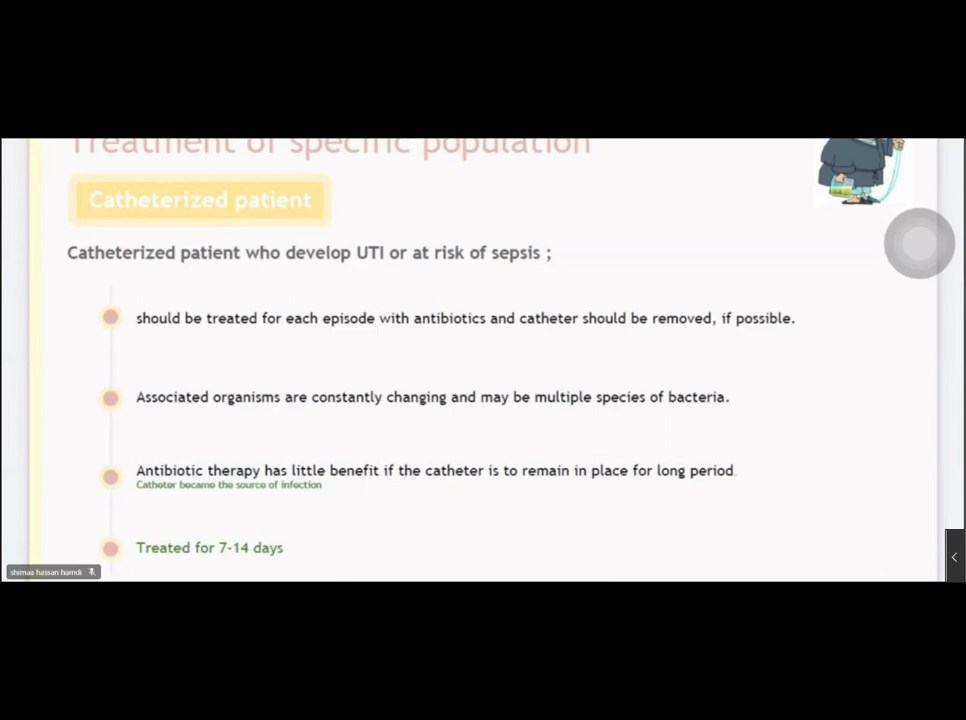 Treatment of specific population
Catheterized patient
Catheterized patient who develop UTI or at risk of sepsis ;
should be treated for each episode with antibiotics and catheter should be removed, if possible.
Associated organisms are constantly changing and may be multiple species of bacteria.
Antibiotic therapy has little benefit if the catheter is to remain in place for long period.
Catheter became the source of infection
Treated for 7-14 days
shimaa hassan hamdi